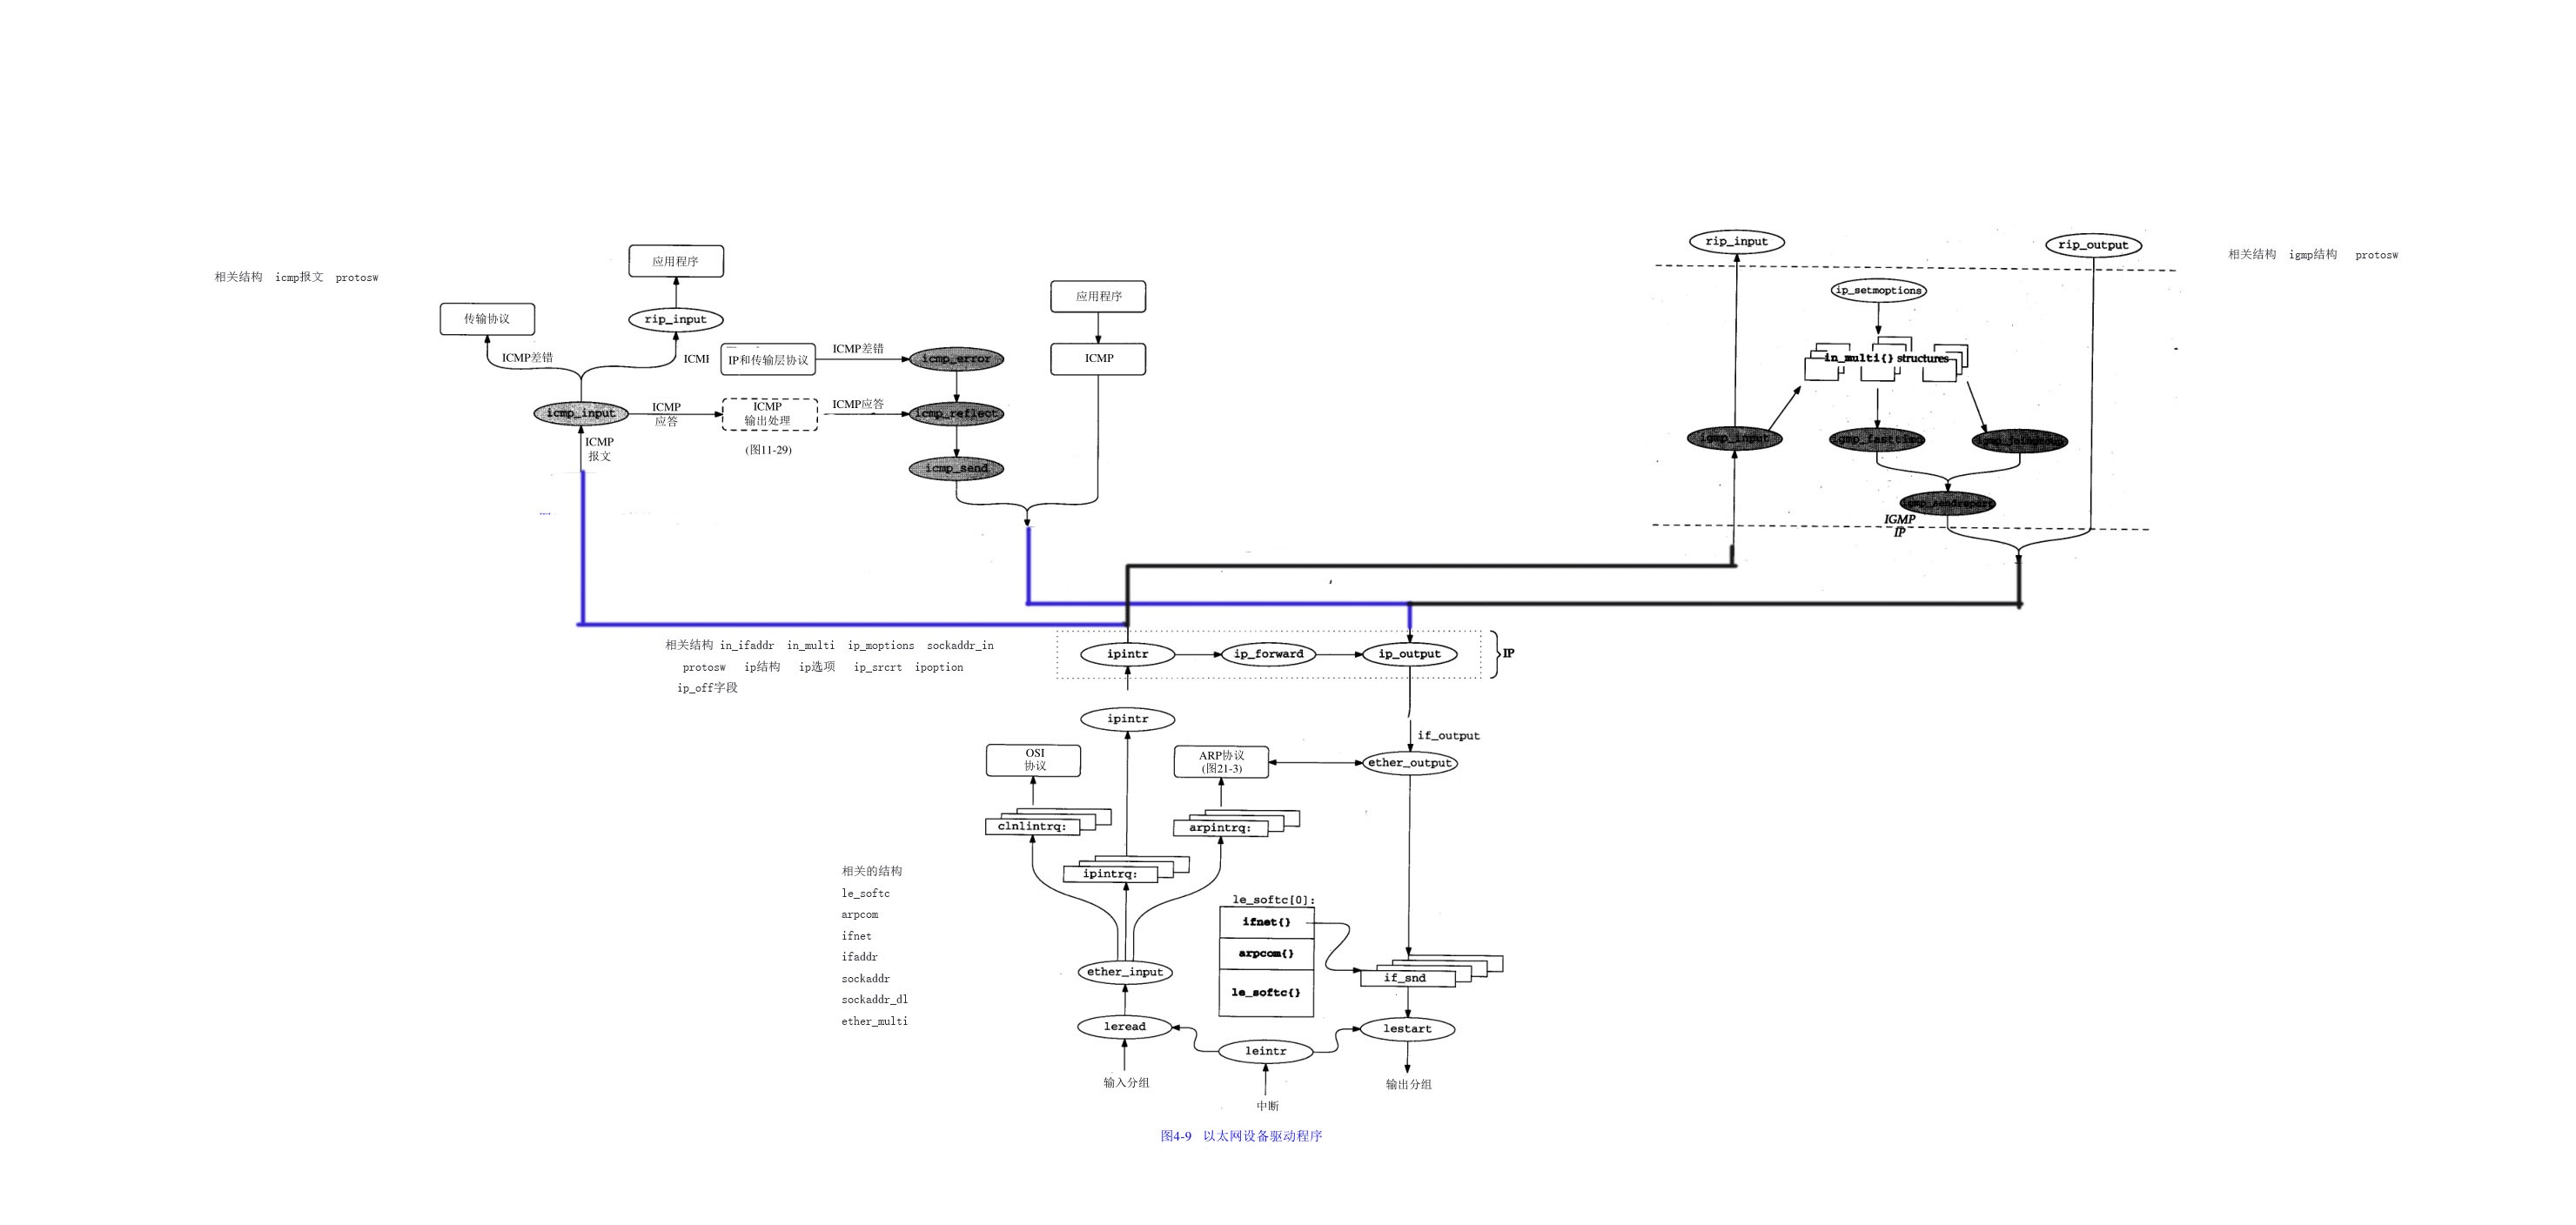 相关结构 icmp报文 protosw
应用程序
传输协议
rip_input
ICMP差错
IP和传输层协议
ICMP差错
icmp_error
应用程序
ICMP
icmp_input
ICMP
应答
ICMP
输出处理
ICMP应答
icmp_reflect
(图11-29)
ICMP
报文
icmp_send
rip_input
rip_output
相关结构 igmp结构 protosw
ip_setmoptions
in_multi{} structures
igmp_input
igmp_fasttimo
igmp_sendreport
IGMP
IP
相关结构 in_ifaddr in_multi ip_moptions sockaddr_in
protosw ip结构 ip选项 ip_srcrt ipoption
ip_off字段
ipintr
ip_forward
ip_output
IP
ipintr
if_output
OSI
协议
ARP协议
(图21-3)
ether_output
clnlintrq:
arpintrq:
ipintrq:
相关的结构
le_softc
arpcom
ifnet
ifaddr
sockaddr
sockaddr_dl
ether_multi
le_softc[0]:
ifnet{}
arpcom{}
le_softc{}
if_snd
ether_input
leread
leintr
lestart
输入分组
中断
输出分组
图4-9 以太网设备驱动程序